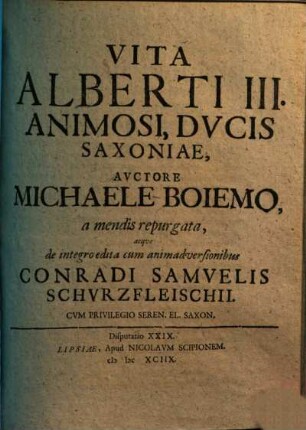 VITA
ALBERTI III.
ANIMOSI, DVCIS
SAXONIAE,
AVCTORE
MICHAELE BOIEMO,
a mendis repurgata,
atque
de integro edita cum animadversionibus
CONRADI SAMVELIS
SCHVRZFLEISCHII.
CVM PRIVILEGIO SEREN. EL. SAXON.
Disputatio XXIX.
LIPSIAE, Apud NICOLAVM SCIPIONEM.
cIↃ Iↄc XCIIX.